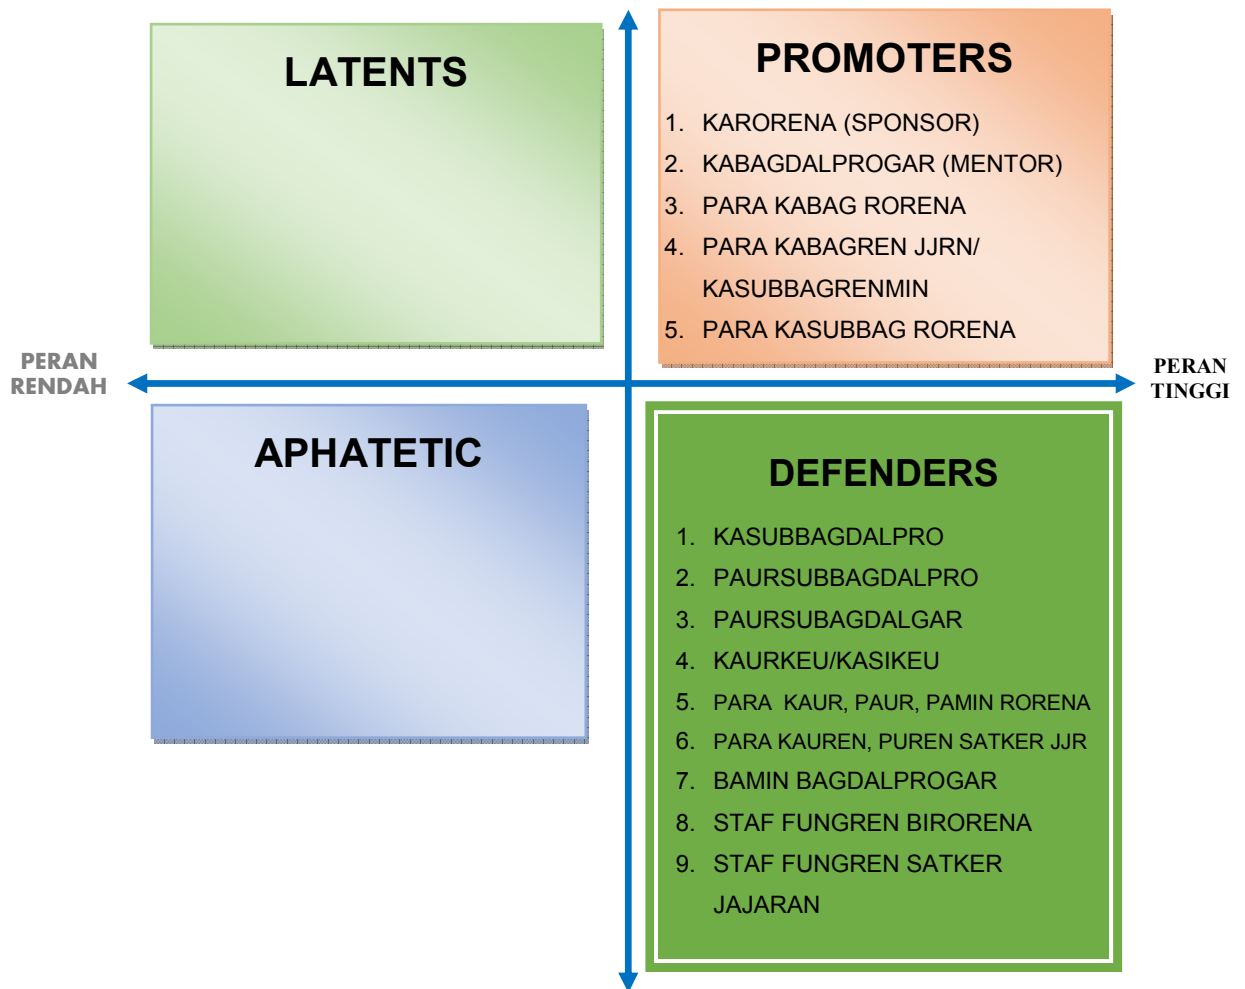 LATENTS
PROMOTERS
1. KARORENA (SPONSOR)
2. KABAGDALPROGAR (MENTOR)
3. PARA KABAG RORENA
4. PARA KABAGREN JJRN/
KASUBBAGRENMIN
5. PARA KASUBBAG RORENA
PERAN
RENDAH
PERAN
TINGGI
APHATETIC
DEFENDERS
1. KASUBBAGDALPRO
2. PAURSUBBAGDALPRO
3. PAURSUBAGDALGAR
4. KAURKEU/KASIKEU
5. PARA KAUR, PAUR, PAMIN RORENA
6. PARA KAUREN, PUREN SATKER JJR
7. BAMIN BAGDALPROGAR
8. STAF FUNGREN BIRORENA
9. STAF FUNGREN SATKER
JAJARAN